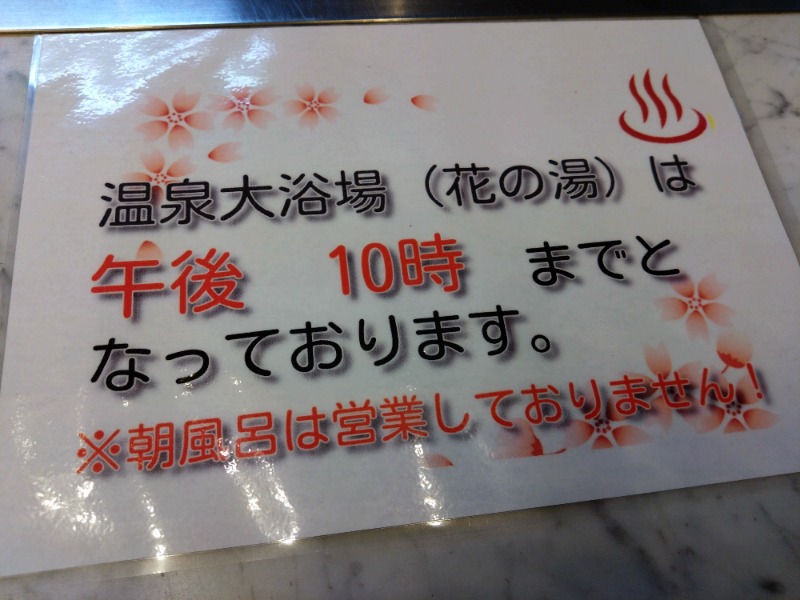 温泉大浴場（花の湯）は
午後　10時　までと
なっております。
※朝風呂は営業しておりません！